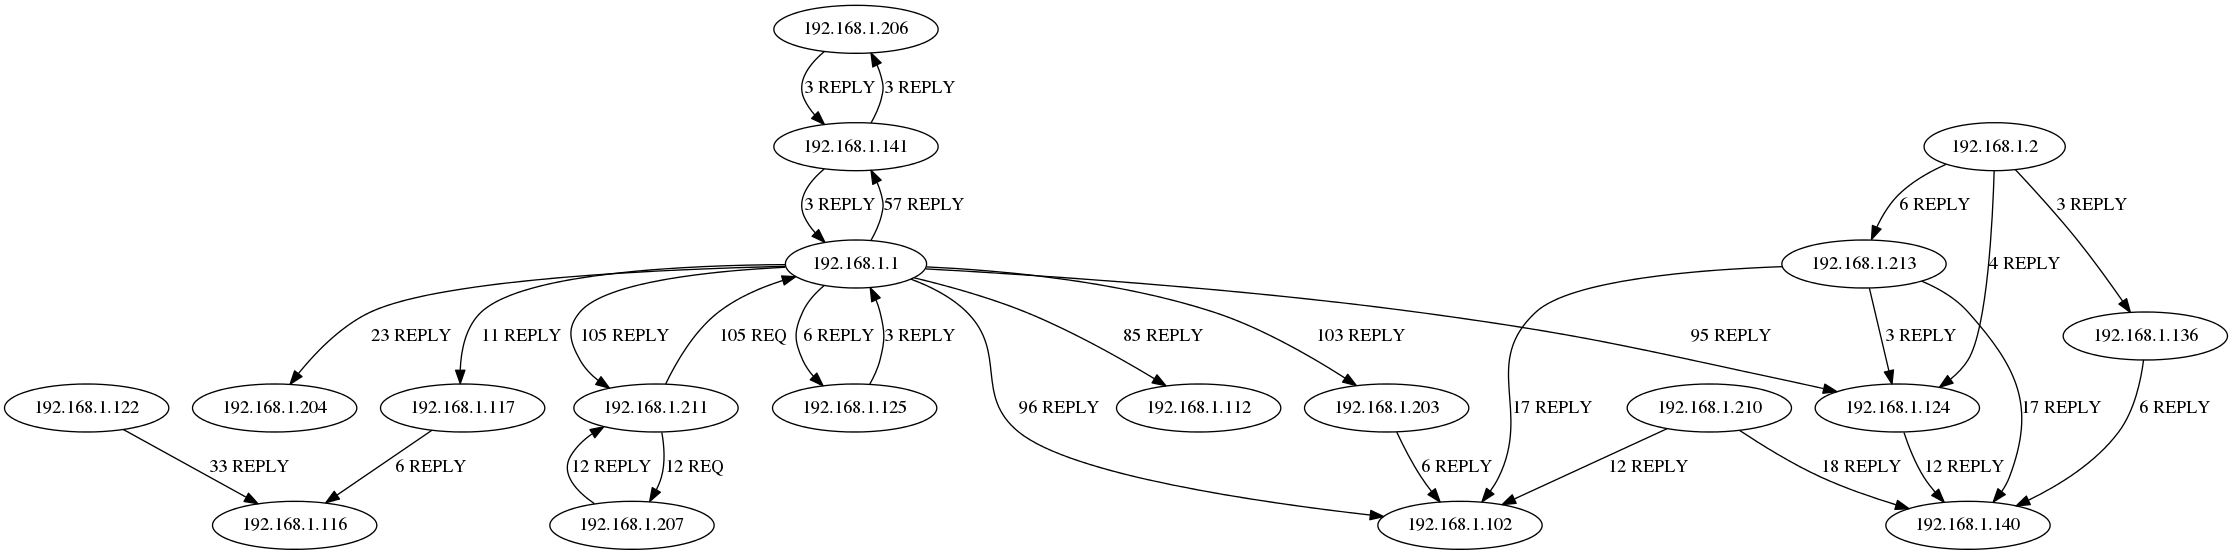 192.168.1.206
3 REPLY
3 REPLY
192.168.1.141
192.168.1.2
3 REPLY
57 REPLY
6 REPLY
3 REPLY
192.168.1.1
192.168.1.213
4 REPLY
23 REPLY
11 REPLY
105 REPLY
105 REQ
6 REPLY
3 REPLY
85 REPLY
103 REPLY
95 REPLY
3 REPLY
192.168.1.136
192.168.1.122
192.168.1.204
192.168.1.117
192.168.1.211
192.168.1.125
96 REPLY
192.168.1.112
192.168.1.203
17 REPLY
192.168.1.210
192.168.1.124
17 REPLY
6 REPLY
33 REPLY
6 REPLY
12 REPLY
12 REQ
6 REPLY
12 REPLY
18 REPLY
12 REPLY
192.168.1.116
192.168.1.207
192.168.1.102
192.168.1.140